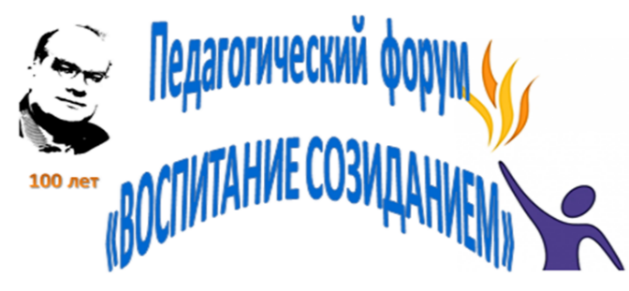 Педагогический форум
100 лет
«ВОСПИТАНИЕ СОЗИДАНИЕМ»